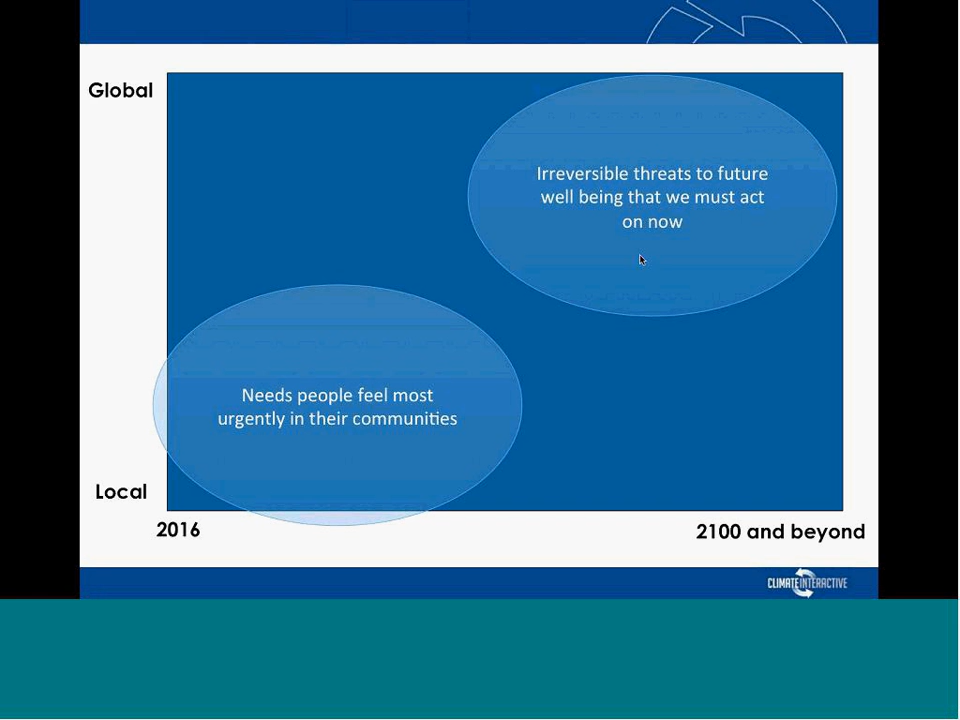 Global
Irreversible threats to future
well being that we must act
on now
Needs people feel most
urgently in their communities
Local
2016
2100 and beyond
CLIMATE INTERACTIVE